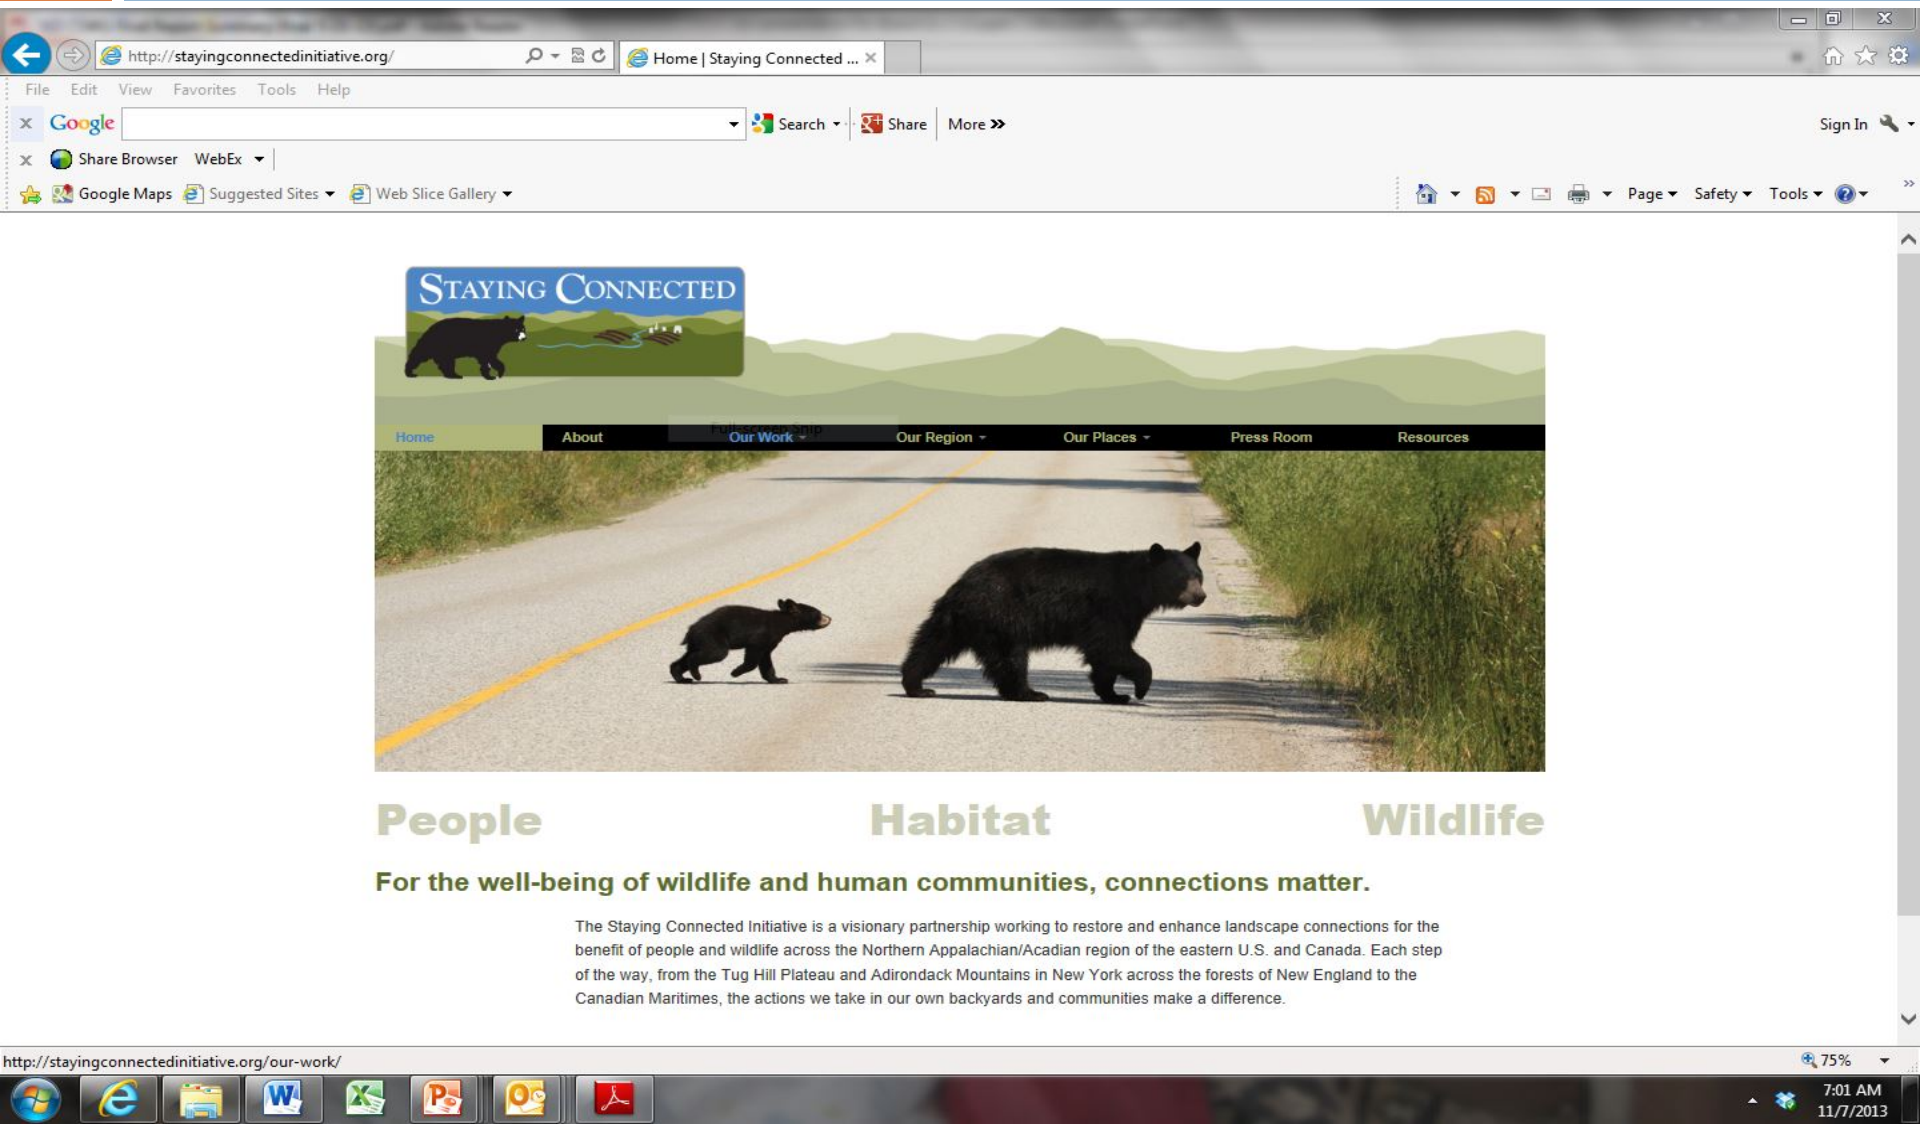 http://stayingconnectedinitiative.org/
Home | Staying Connected ...
File Edit View Favorites Tools Help
x Google Search Share More >> Sign In
x Share Browser WebEx
Google Maps Suggested Sites Web Slice Gallery Page Safety Tools
STAYING CONNECTED
Full-screen Snip
Home About Our Work Our Region Our Places Press Room Resources
People Habitat Wildlife
For the well-being of wildlife and human communities, connections matter.
The Staying Connected Initiative is a visionary partnership working to restore and enhance landscape connections for the
benefit of people and wildlife across the Northern Appalachian/Acadian region of the eastern U.S. and Canada. Each step
of the way, from the Tug Hill Plateau and Adirondack Mountains in New York across the forests of New England to the
Canadian Maritimes, the actions we take in our own backyards and communities make a difference.
http://stayingconnectedinitiative.org/our-work/
75%
7:01 AM
11/7/2013